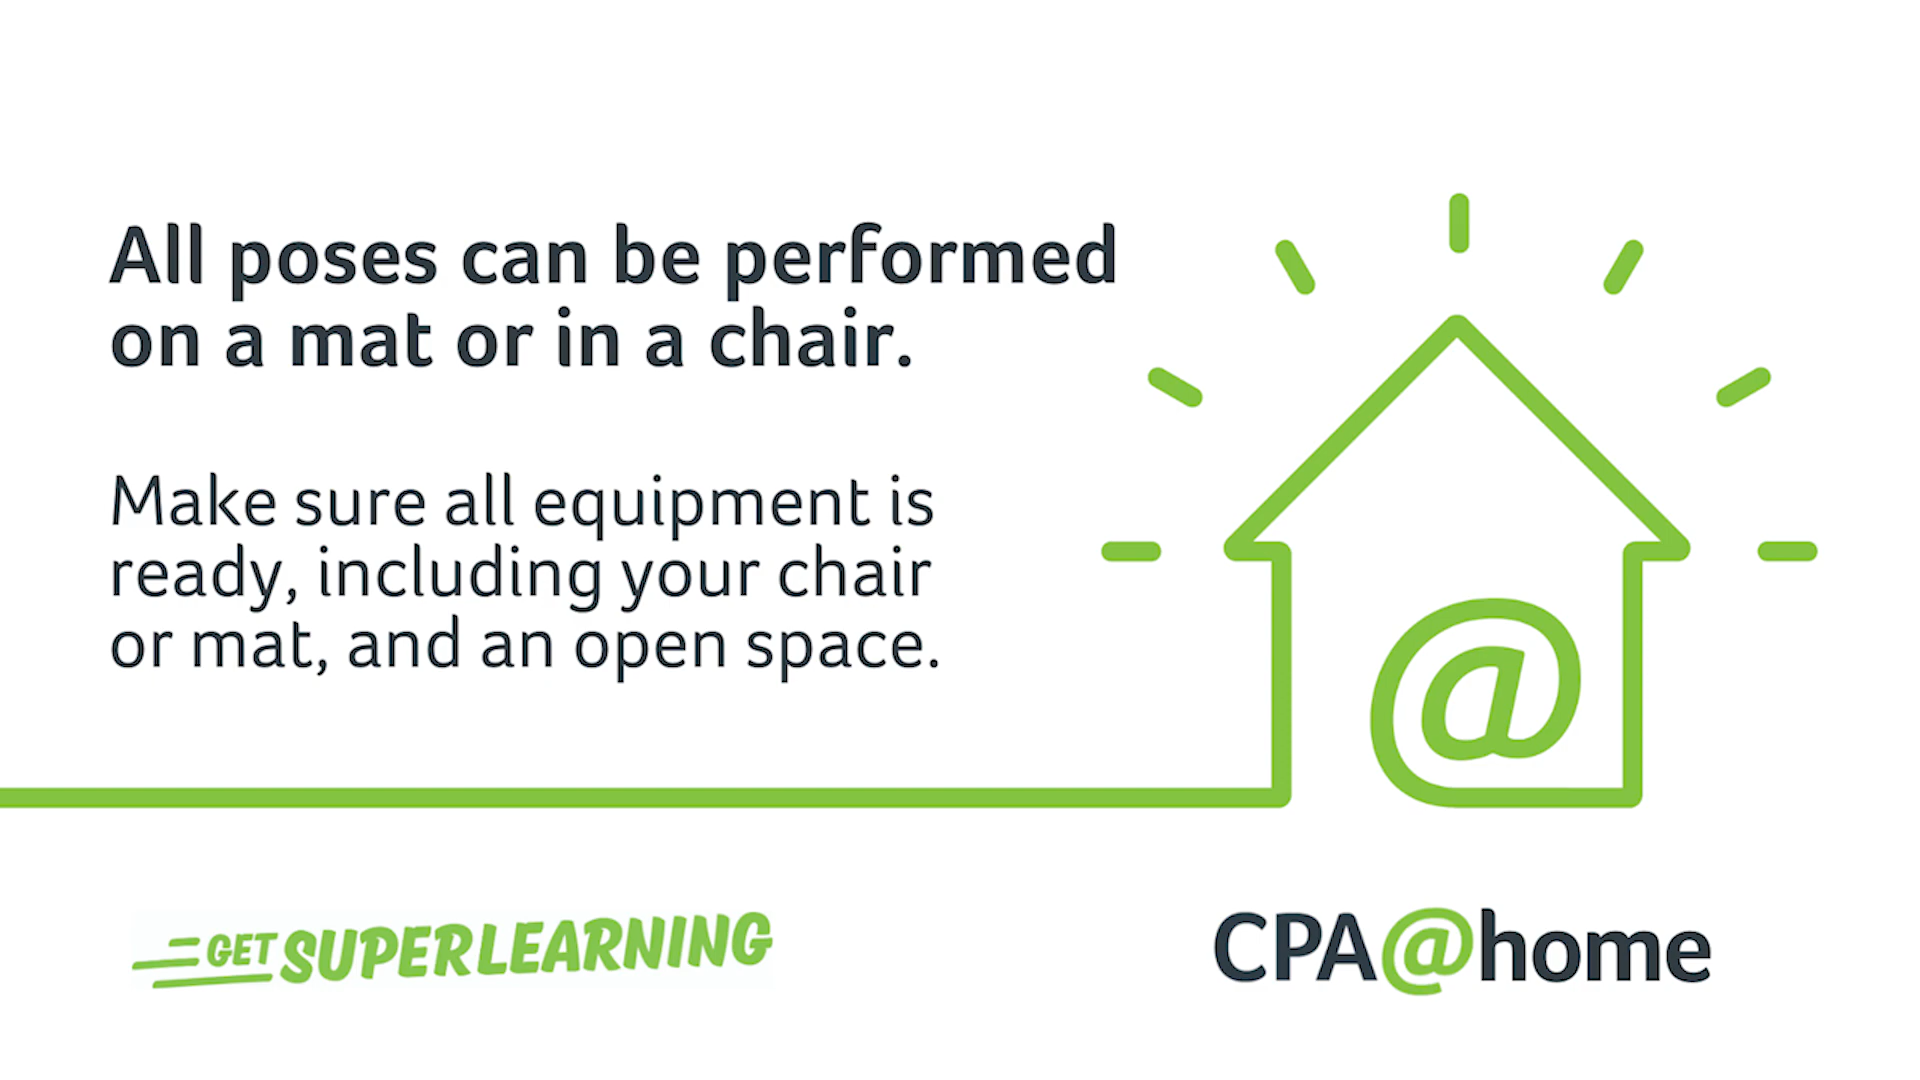 All poses can be performed
on a mat or in a chair.
Make sure all equipment is
ready, including your chair
or mat, and an open space.
@
GET SUPERLEARNING
CPA@home